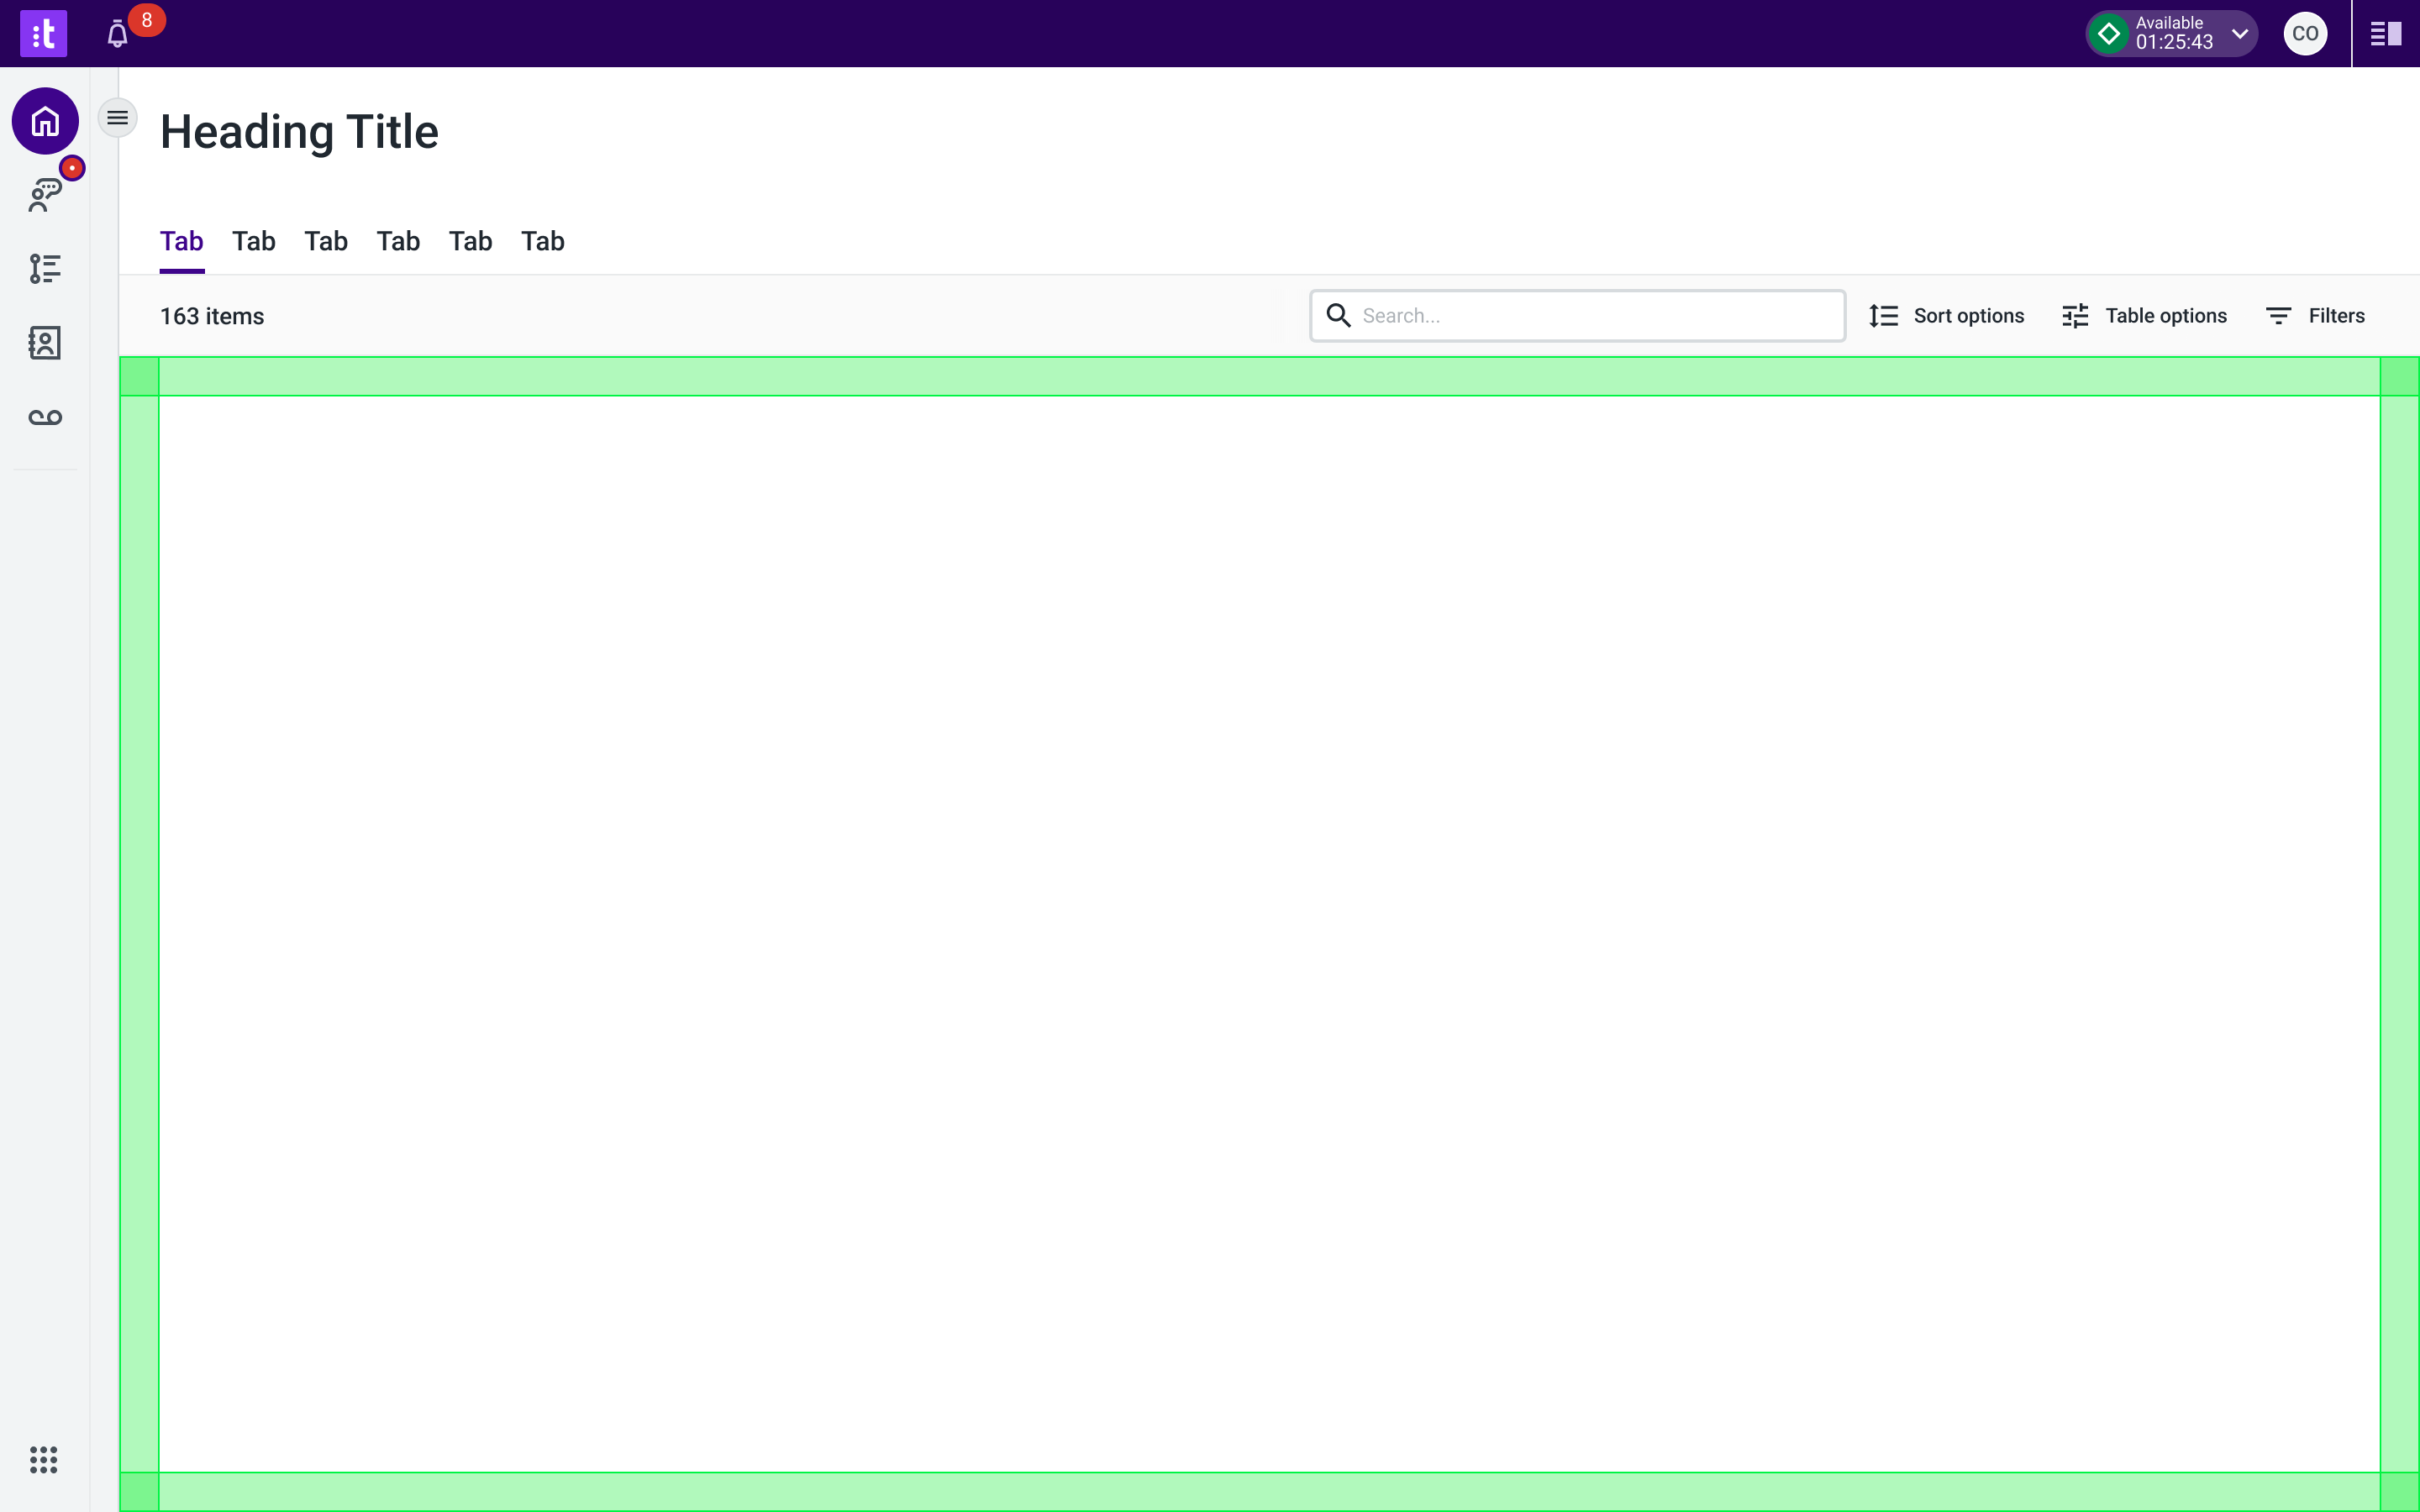 :t
8
Available
01:25:43
CO
Heading Title
Tab Tab Tab Tab Tab Tab
163 items
Search...
Sort options
Table options
Filters